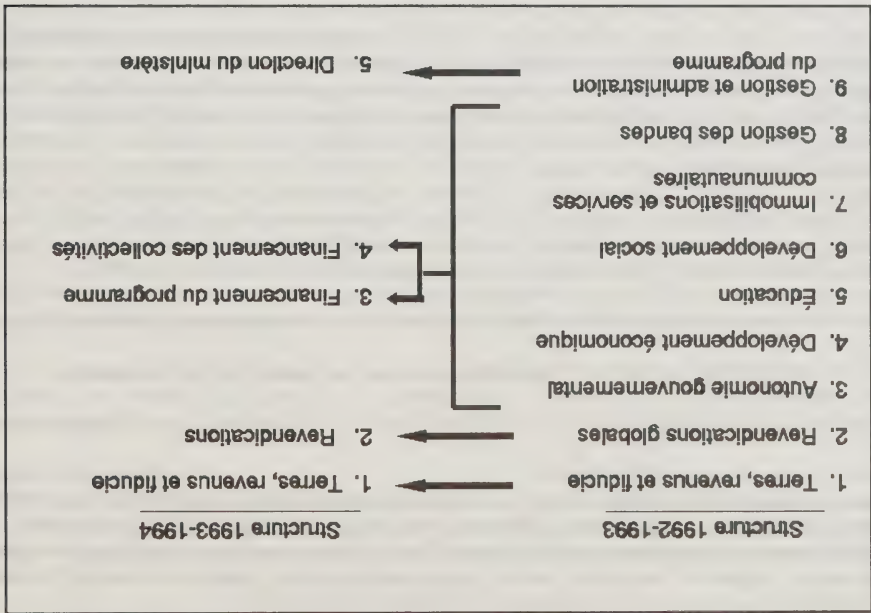 Structure 1992-1993
Structure 1993-1994
1. Terres, revenus et fiducie
1. Terres, revenus et fiducie
2. Revendications globales
2. Revendications
3. Autonomie gouvernemental
4. Développement économique
5. Éducation
3. Financement du programme
6. Développement social
4. Financement des collectivités
7. Immobilisations et services
communautaires
8. Gestion des bandes
9. Gestion et administration
du programme
5. Direction du ministère